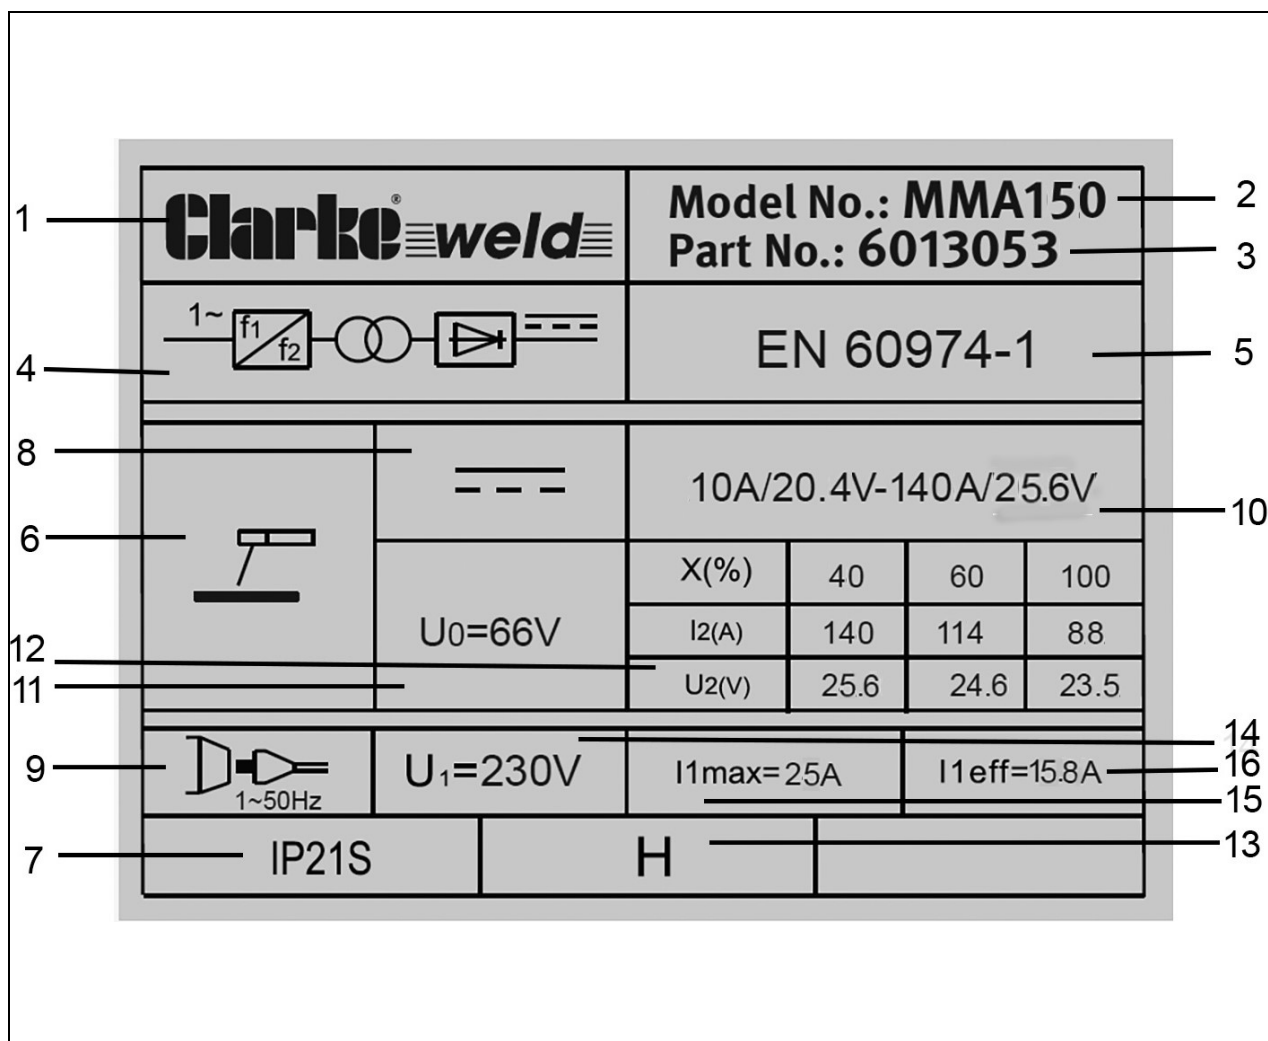 Clarke® weld
Model No.: MMA150
Part No.: 6013053
1
2
3
1~ f1 f2
EN 60974-1
4
5
8
10A/20.4V-140A/25.6V
10
6
X(%) 40 60 100
U0=66V
I2(A) 140 114 88
12
U2(V) 25.6 24.6 23.5
11
9
1~50Hz
U1=230V
I1max=25A
I1eff=15.8A
14
16
15
7
IP21S
H
13